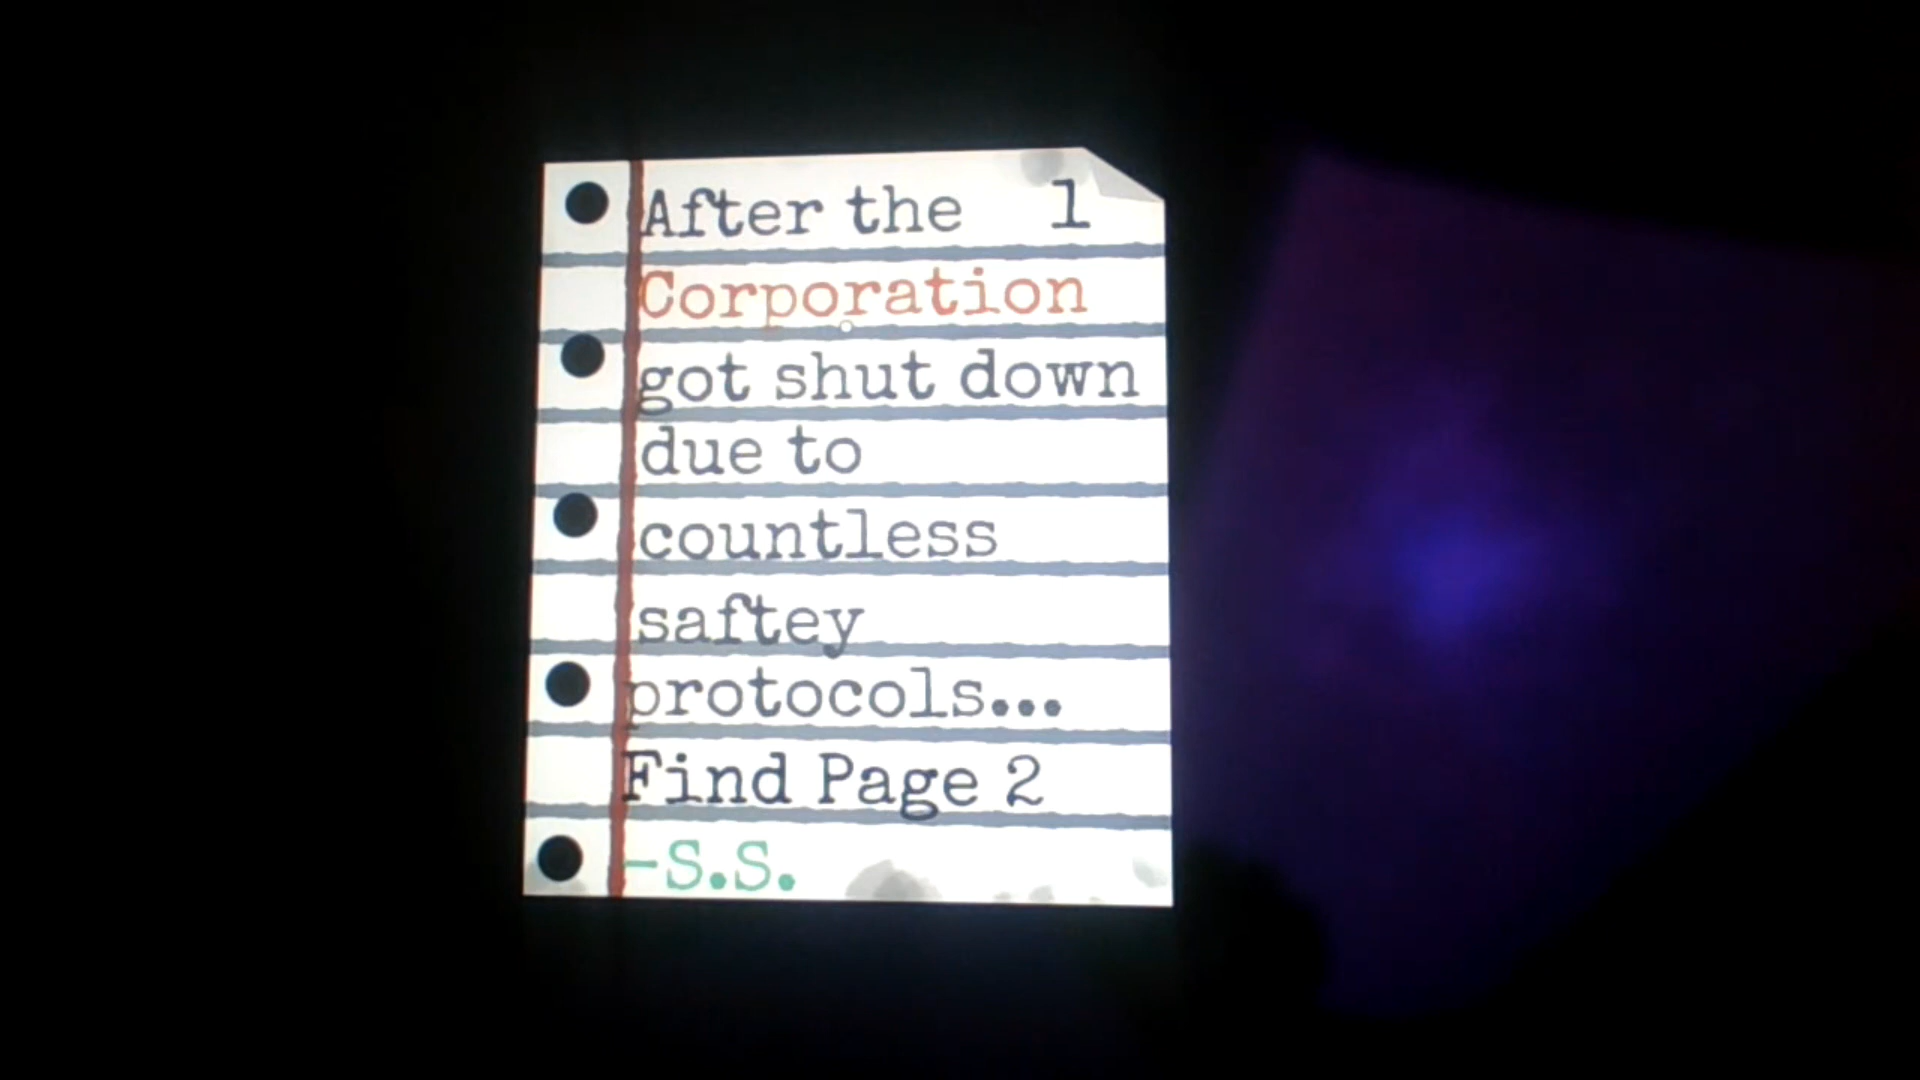 After the 1
Corporation
got shut down
due to
countless
saftey
protocols...
Find Page 2
-S.S.